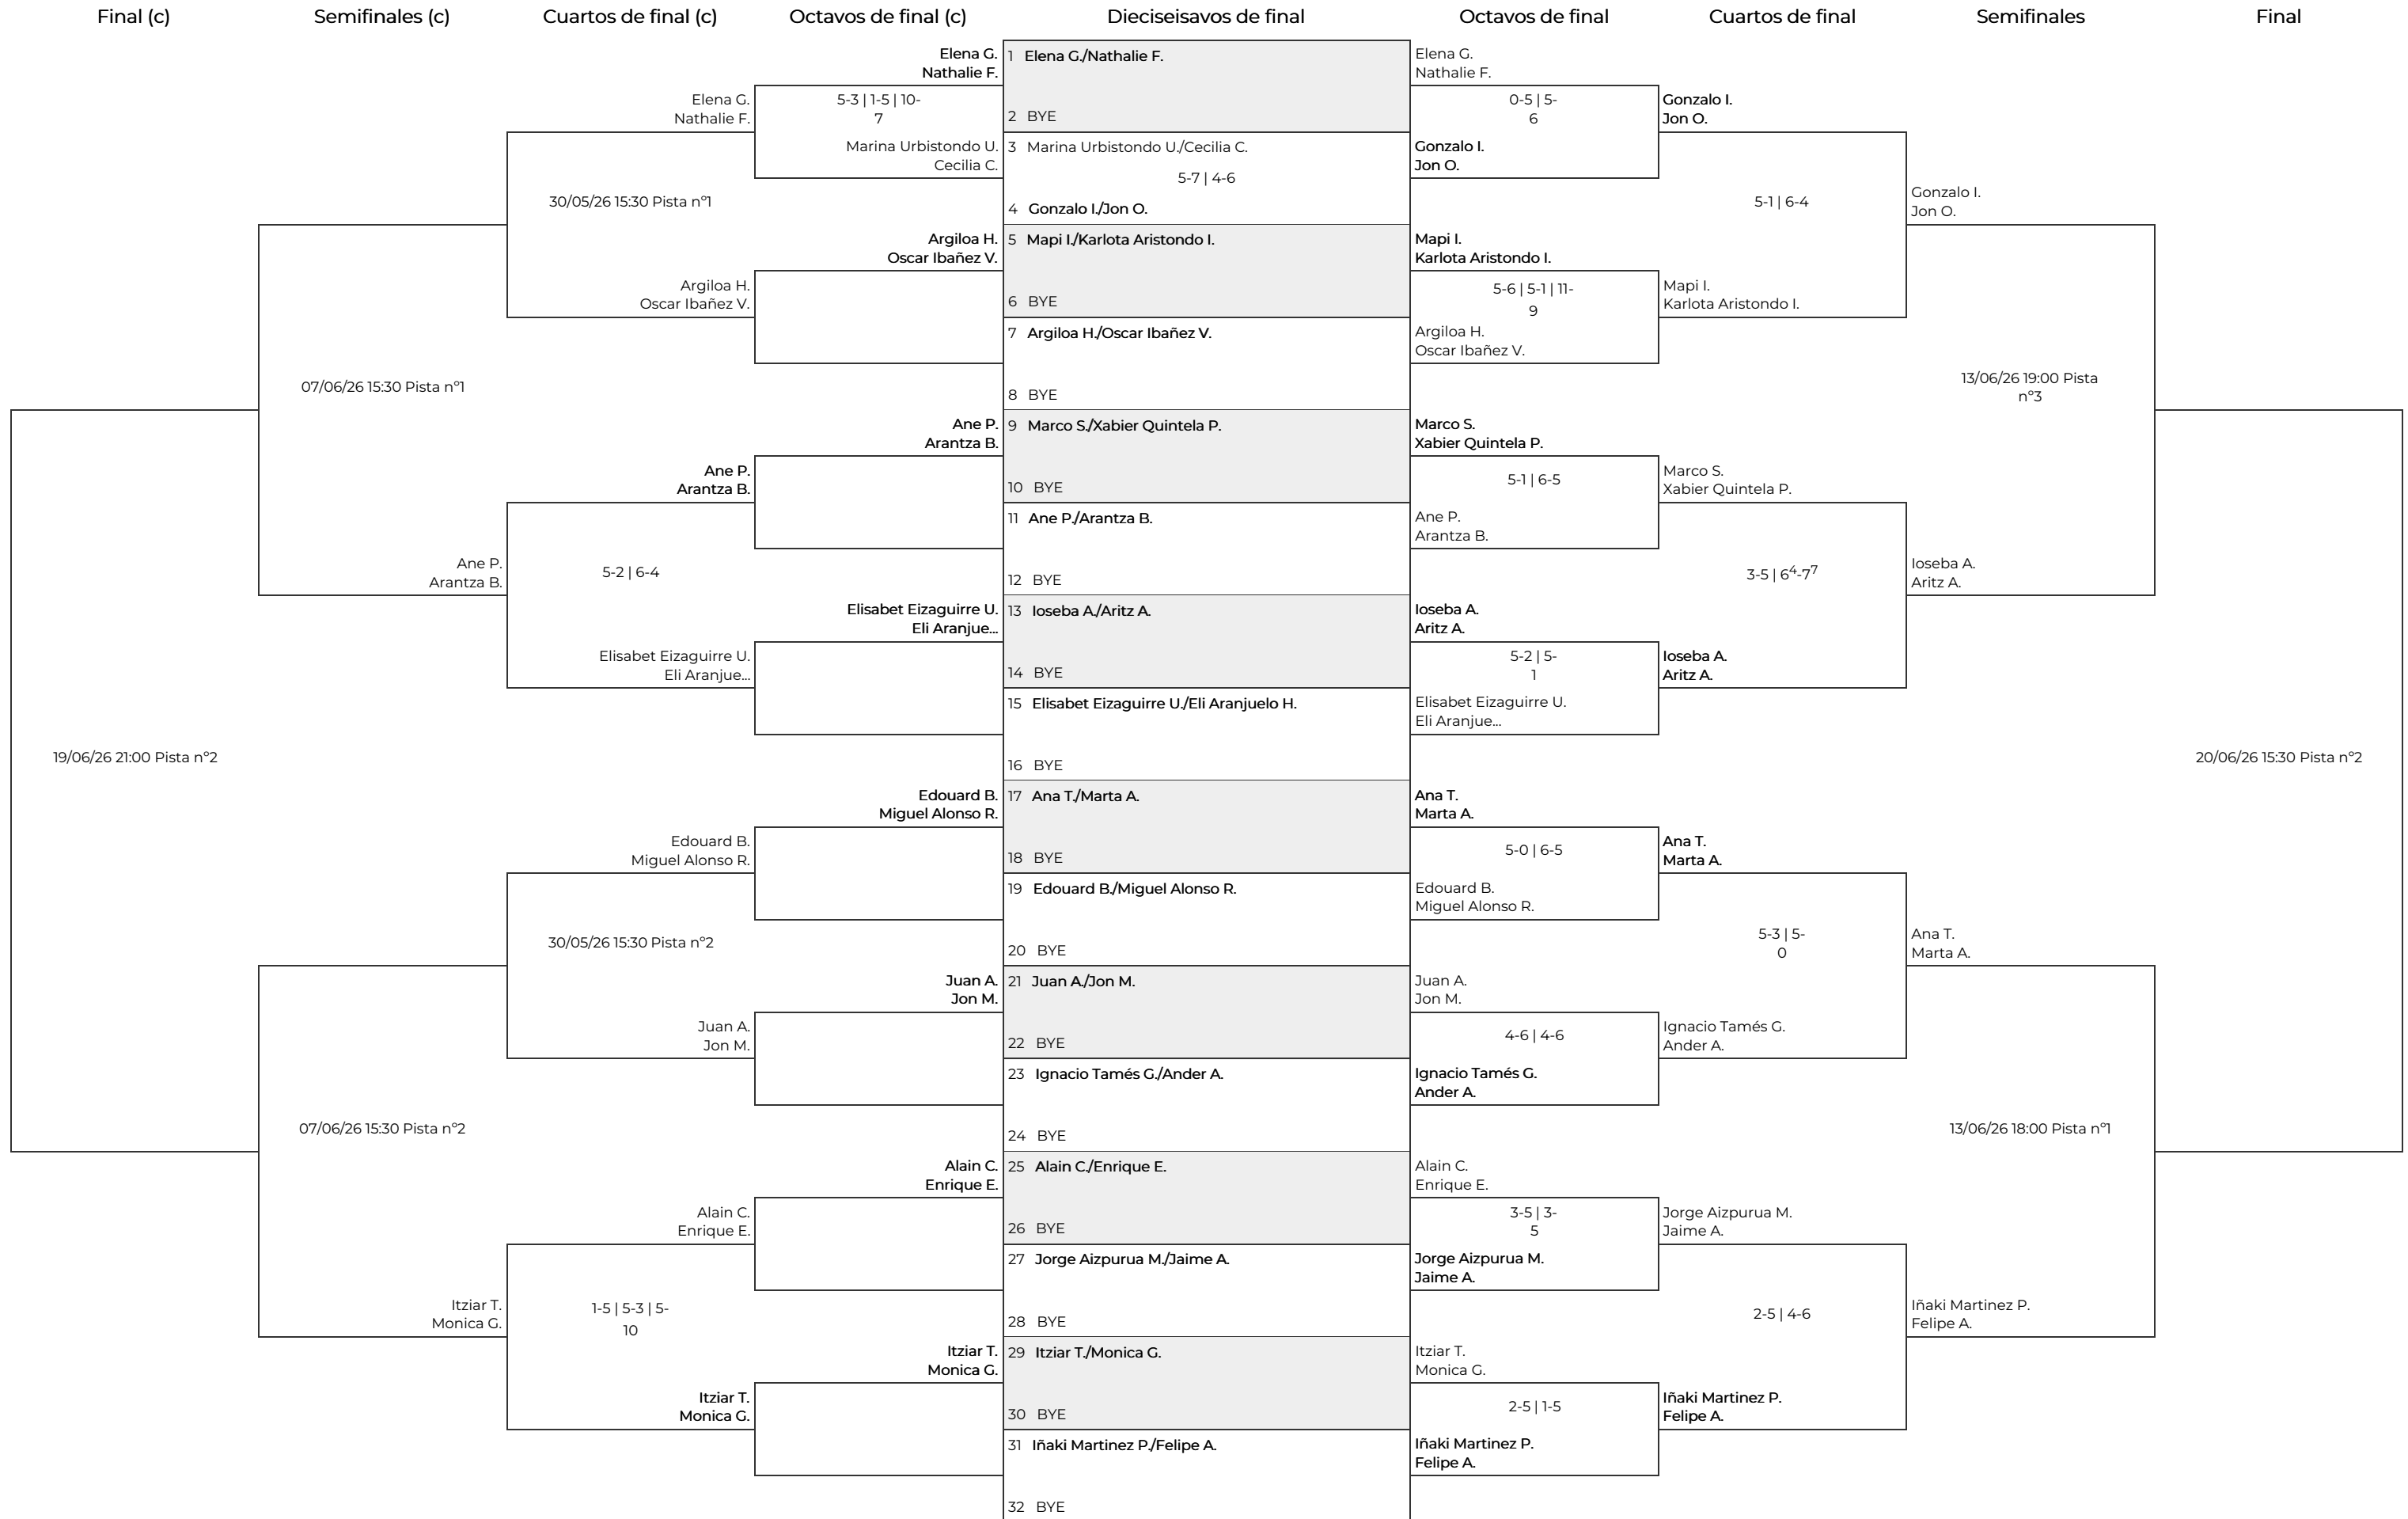 Final (c)
Semifinales (c)
Cuartos de final (c)
Octavos de final (c)
Dieciseisavos de final
Octavos de final
Cuartos de final
Semifinales
Final
19/06/26 21:00 Pista nº2
07/06/26 15:30 Pista nº1
Ane P.
Arantza B.
07/06/26 15:30 Pista nº2
Itziar T.
Monica G.
Elena G.
Nathalie F.
30/05/26 15:30 Pista nº1
Argiloa H.
Oscar Ibañez V.
Ane P.
Arantza B.
5-2 | 6-4
Elisabet Eizaguirre U.
Eli Aranjue...
Edouard B.
Miguel Alonso R.
30/05/26 15:30 Pista nº2
Juan A.
Jon M.
Alain C.
Enrique E.
1-5 | 5-3 | 5-
10
Itziar T.
Monica G.
Elena G.
Nathalie F.
5-3 | 1-5 | 10-
7
Marina Urbistondo U.
Cecilia C.
Argiloa H.
Oscar Ibañez V.
Ane P.
Arantza B.
Elisabet Eizaguirre U.
Eli Aranjue...
Edouard B.
Miguel Alonso R.
Juan A.
Jon M.
Alain C.
Enrique E.
Itziar T.
Monica G.
1 Elena G./Nathalie F.
2 BYE
3 Marina Urbistondo U./Cecilia C.
5-7 | 4-6
4 Gonzalo I./Jon O.
5 Mapi I./Karlota Aristondo I.
6 BYE
7 Argiloa H./Oscar Ibañez V.
8 BYE
9 Marco S./Xabier Quintela P.
10 BYE
11 Ane P./Arantza B.
12 BYE
13 Ioseba A./Aritz A.
14 BYE
15 Elisabet Eizaguirre U./Eli Aranjuelo H.
16 BYE
17 Ana T./Marta A.
18 BYE
19 Edouard B./Miguel Alonso R.
20 BYE
21 Juan A./Jon M.
22 BYE
23 Ignacio Tamés G./Ander A.
24 BYE
25 Alain C./Enrique E.
26 BYE
27 Jorge Aizpurua M./Jaime A.
28 BYE
29 Itziar T./Monica G.
30 BYE
31 Iñaki Martinez P./Felipe A.
32 BYE
Elena G.
Nathalie F.
0-5 | 5-
6
Gonzalo I.
Jon O.
Mapi I.
Karlota Aristondo I.
5-6 | 5-1 | 11-
9
Argiloa H.
Oscar Ibañez V.
Marco S.
Xabier Quintela P.
5-1 | 6-5
Ane P.
Arantza B.
Ioseba A.
Aritz A.
5-2 | 5-
1
Elisabet Eizaguirre U.
Eli Aranjue...
Ana T.
Marta A.
5-0 | 6-5
Edouard B.
Miguel Alonso R.
Juan A.
Jon M.
4-6 | 4-6
Ignacio Tamés G.
Ander A.
Alain C.
Enrique E.
3-5 | 3-
5
Jorge Aizpurua M.
Jaime A.
Itziar T.
Monica G.
2-5 | 1-5
Iñaki Martinez P.
Felipe A.
Gonzalo I.
Jon O.
5-1 | 6-4
Mapi I.
Karlota Aristondo I.
Marco S.
Xabier Quintela P.
3-5 | 6⁴-7⁷
Ioseba A.
Aritz A.
Ana T.
Marta A.
5-3 | 5-
0
Ignacio Tamés G.
Ander A.
Jorge Aizpurua M.
Jaime A.
2-5 | 4-6
Iñaki Martinez P.
Felipe A.
Gonzalo I.
Jon O.
13/06/26 19:00 Pista
nº3
Ioseba A.
Aritz A.
Ana T.
Marta A.
13/06/26 18:00 Pista nº1
Iñaki Martinez P.
Felipe A.
20/06/26 15:30 Pista nº2